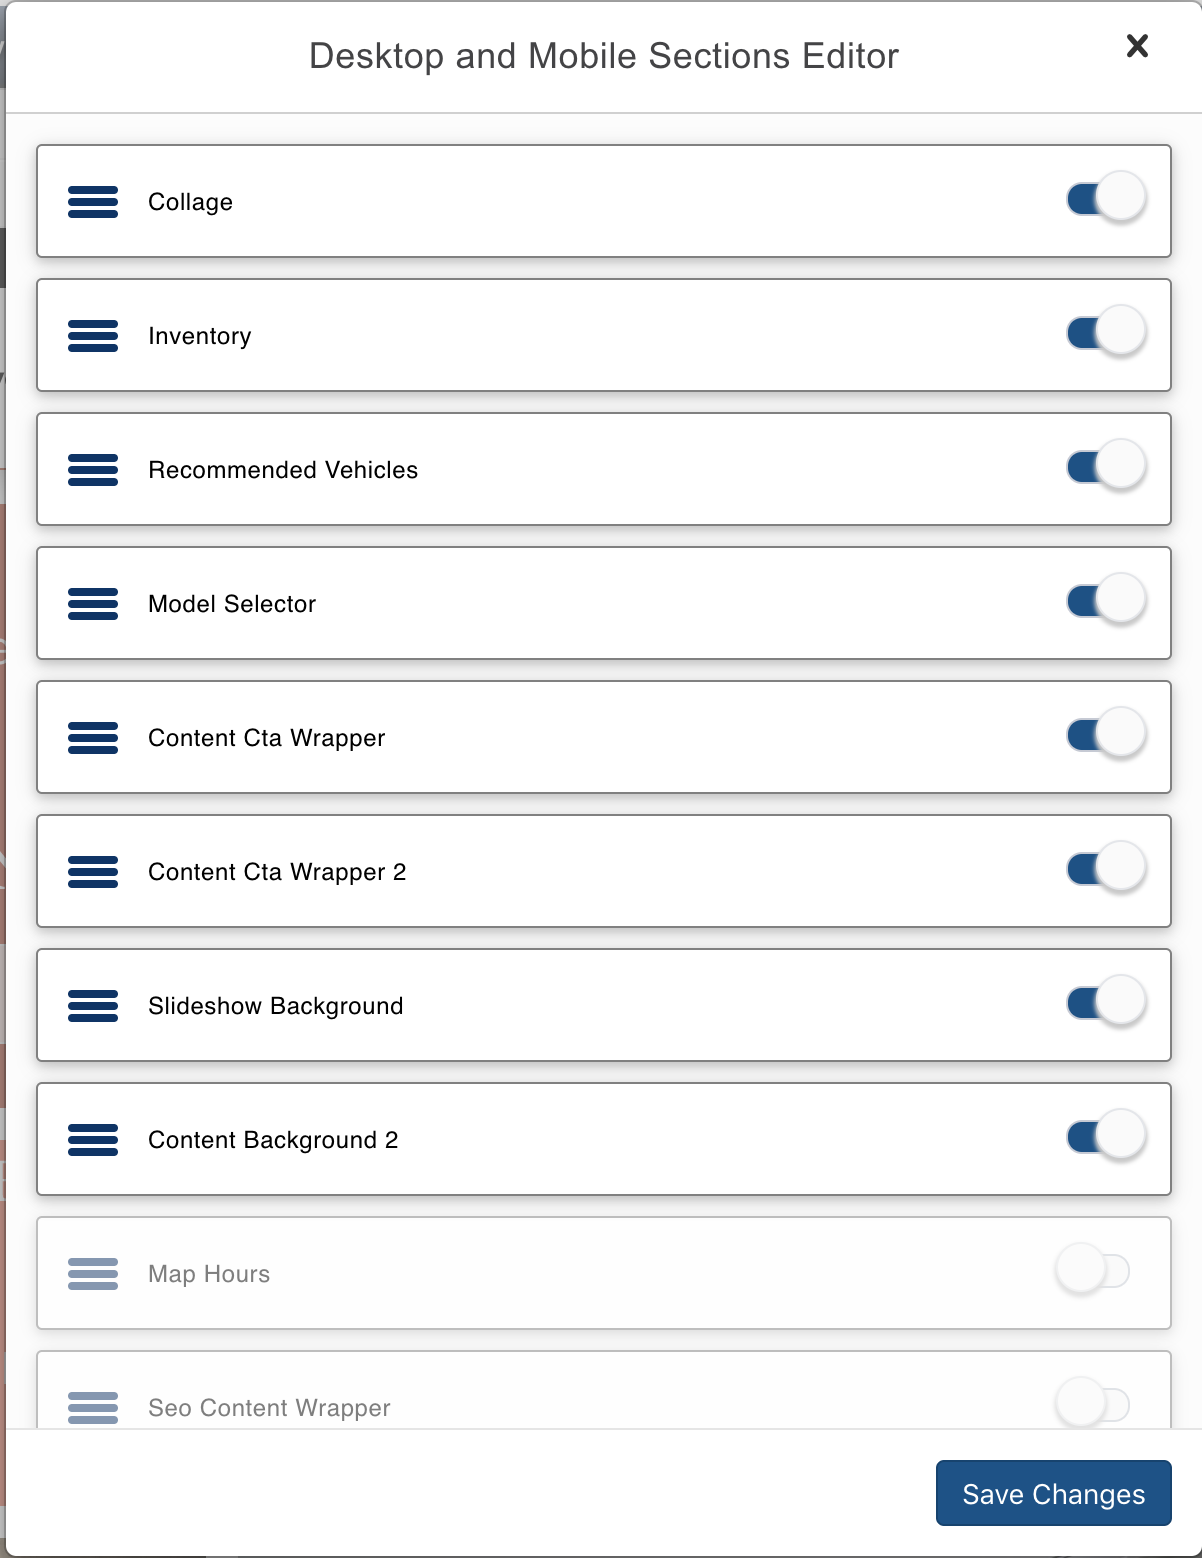 Desktop and Mobile Sections Editor
Collage
Inventory
Recommended Vehicles
Model Selector
Content Cta Wrapper
Content Cta Wrapper 2
Slideshow Background
Content Background 2
Map Hours
Seo Content Wrapper
Save Changes